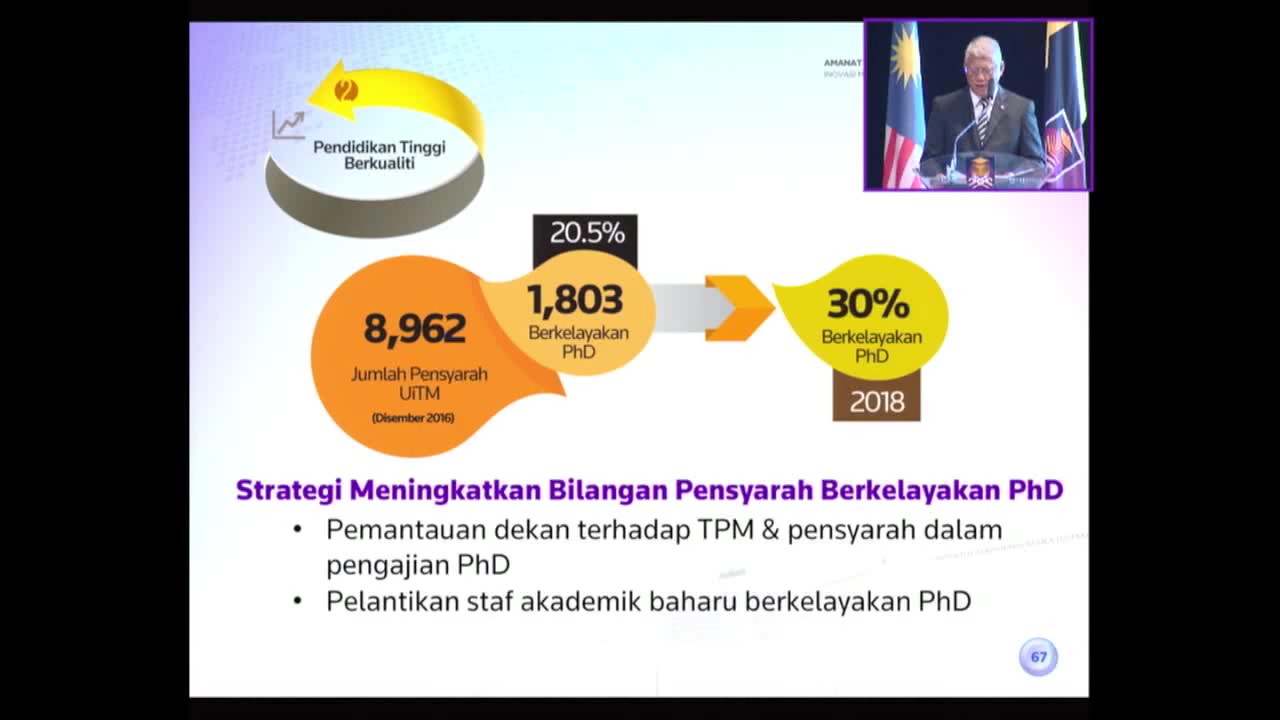 2
Pendidikan Tinggi
Berkualiti
AMANAT
20.5%
8,962
Jumlah Pensyarah
UiTM
(Disember 2016)
1,803
Berkelayakan
PhD
30%
Berkelayakan
PhD
2018
Strategi Meningkatkan Bilangan Pensyarah Berkelayakan PhD
• Pemantauan dekan terhadap TPM & pensyarah dalam
pengajian PhD
• Pelantikan staf akademik baharu berkelayakan PhD
67